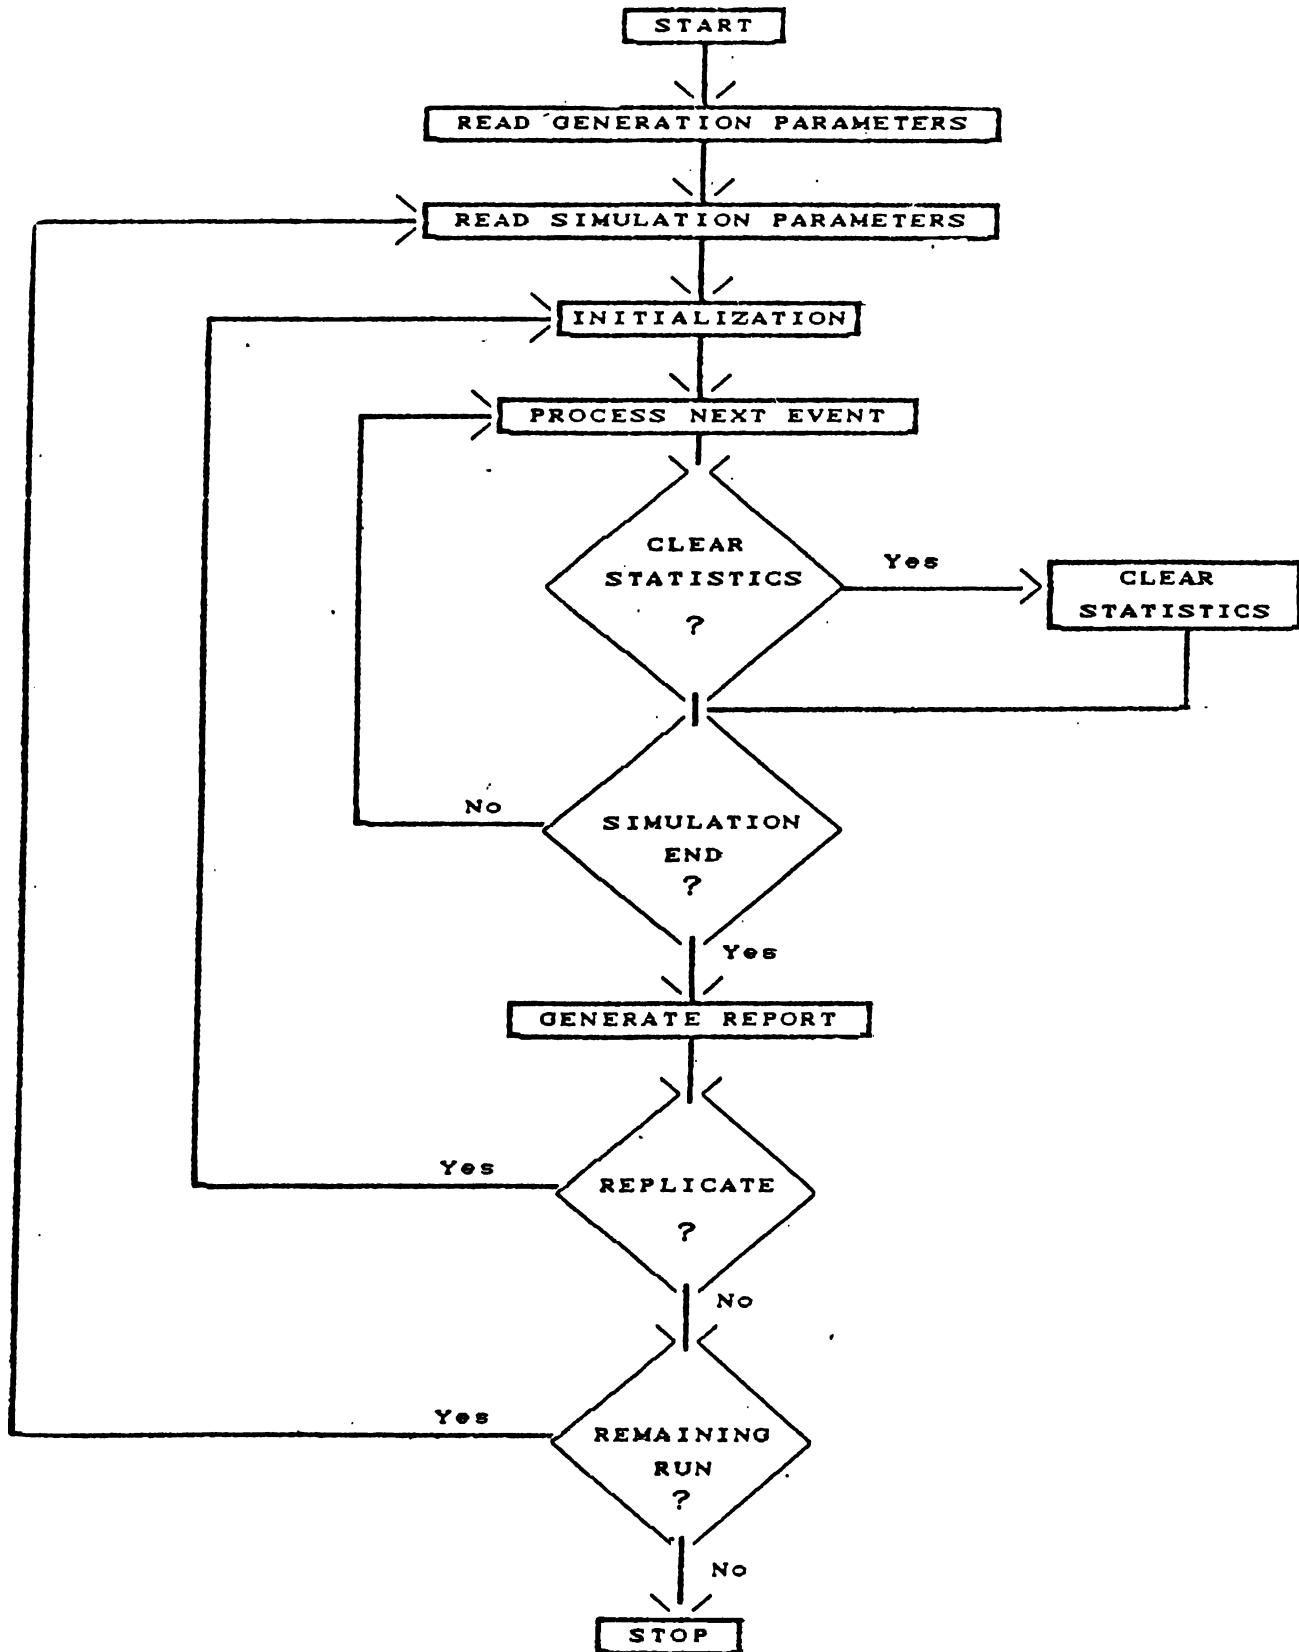 START
READ GENERATION PARAMETERS
READ SIMULATION PARAMETERS
INITIALIZATION
PROCESS NEXT EVENT
CLEAR
STATISTICS
?
Yes
CLEAR
STATISTICS
No
SIMULATION
END
?
Yes
GENERATE REPORT
Yes
REPLICATE
?
No
Yes
REMAINING
RUN
?
No
STOP